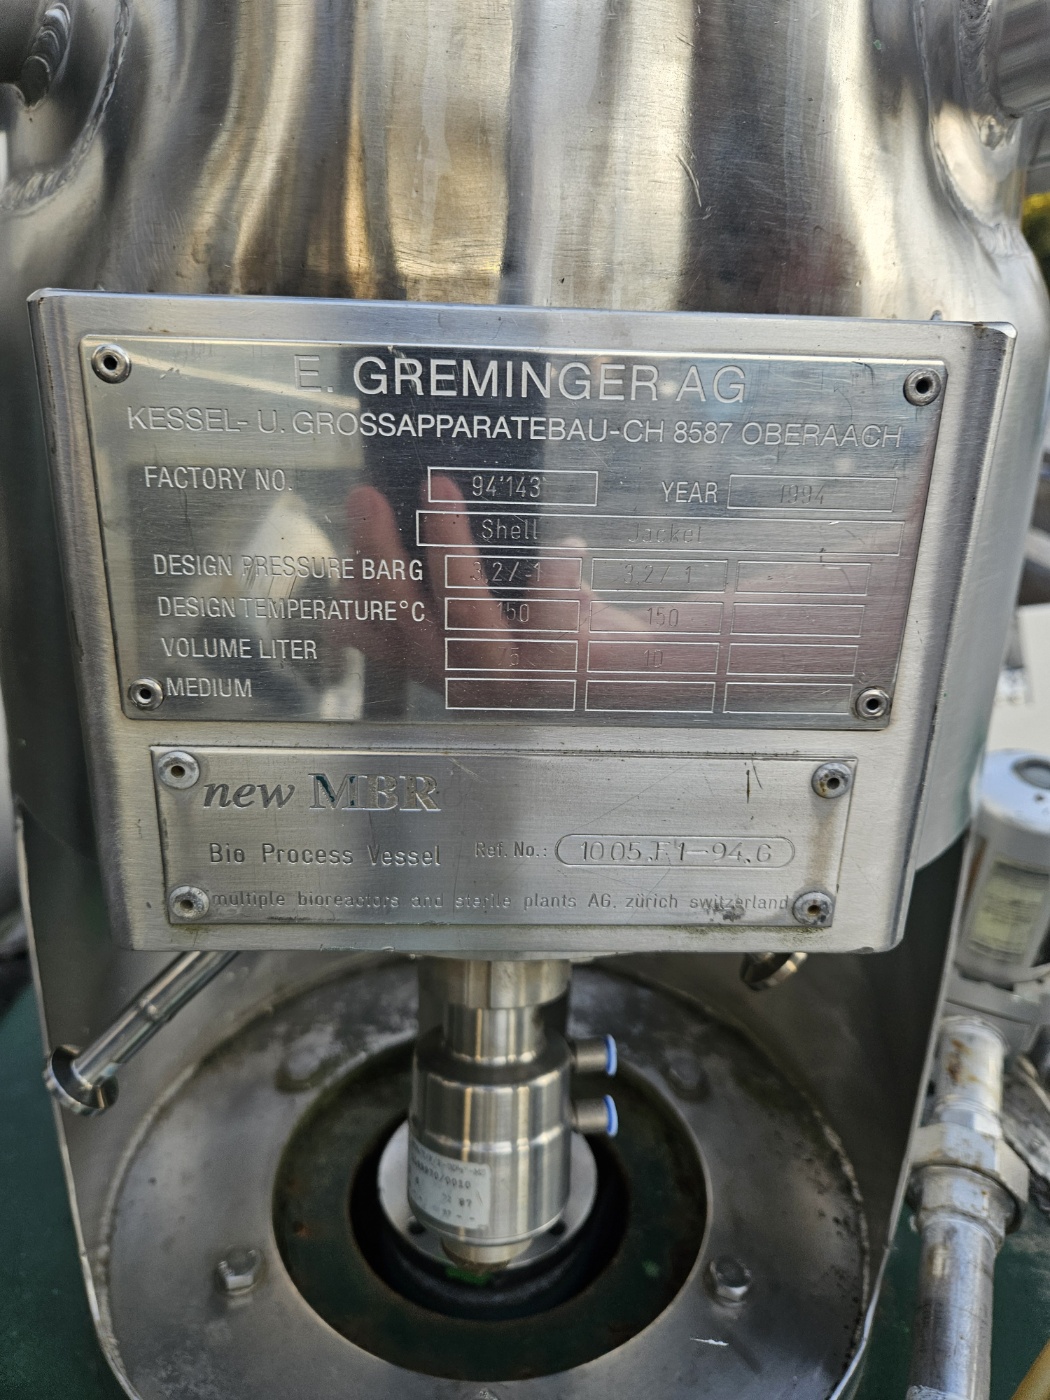 E. GREMINGER AG
KESSEL- U. GROSSAPPARATEBAU-CH 8587 OBERAACH
FACTORY NO. 94'143 YEAR 1994
Shell Jacket
DESIGN PRESSURE BAR G 3.2/-1 3.2/-1
DESIGN TEMPERATURE°C 150 150
VOLUME LITER 10
MEDIUM
new MBR
Bio Process Vessel Ref. No.: 1005.F1-94.G
multiple bioreactors and sterile plants AG, zürich switzerland